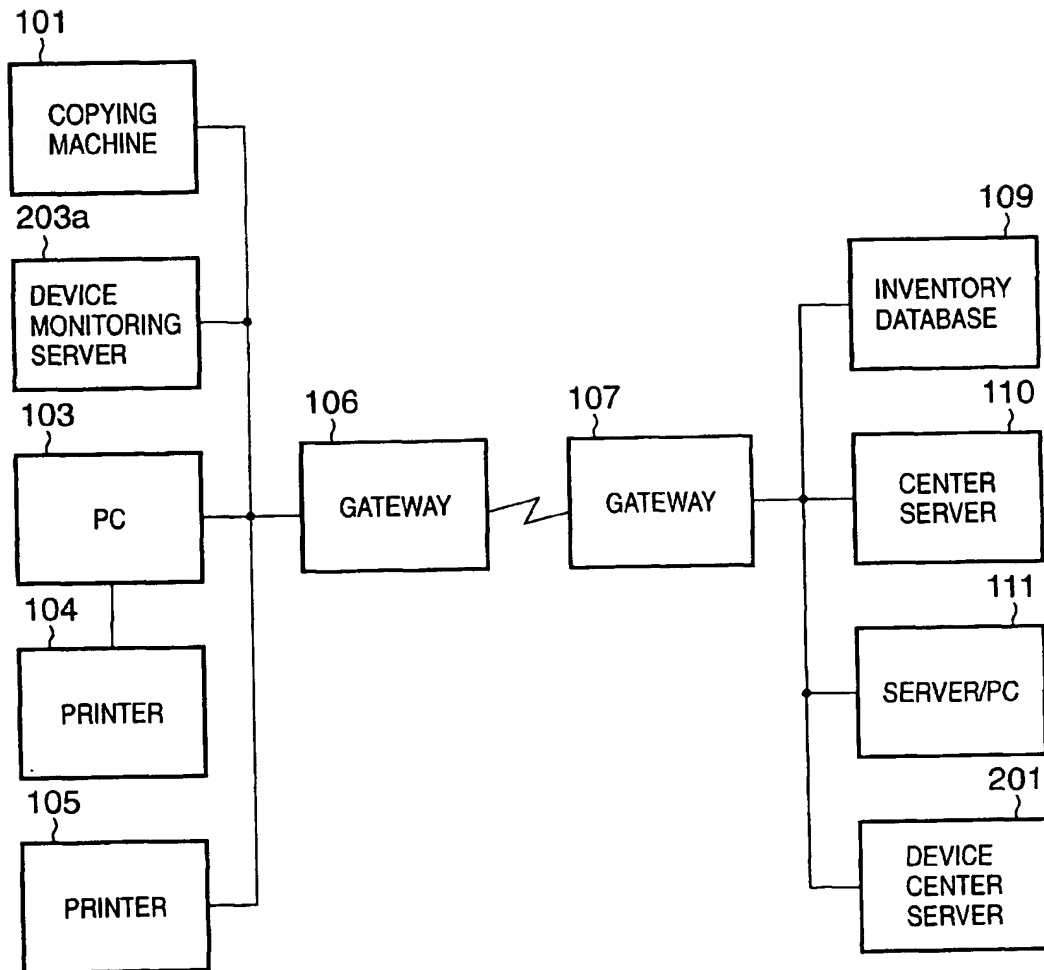 101
COPYING
MACHINE
203a
DEVICE
MONITORING
SERVER
103
PC
104
PRINTER
105
PRINTER
106
GATEWAY
107
GATEWAY
109
INVENTORY
DATABASE
110
CENTER
SERVER
111
SERVER/PC
201
DEVICE
CENTER
SERVER